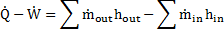 Q̇ − Ẇ = ∑ ṁ_out h_out − ∑ ṁ_in h_in